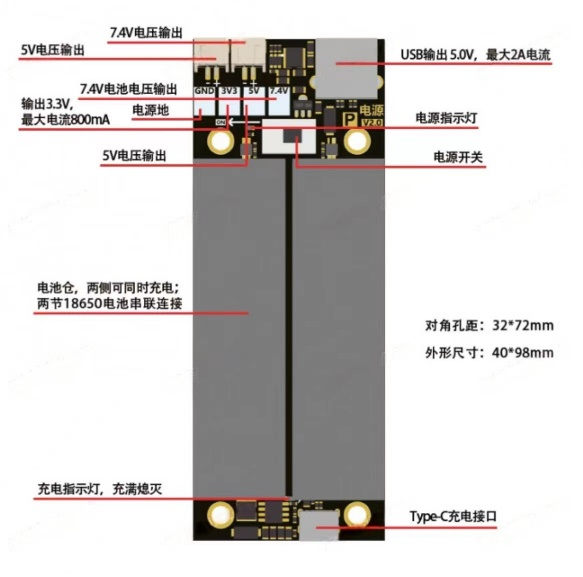 7.4V电压输出
5V电压输出
USB输出 5.0V，最大2A电流
7.4V电池电压输出
GND 3V3 5V 7.4V
输出3.3V，
最大电流800mA
电源地
ON
P 电源
V2.0
电源指示灯
5V电压输出
电源开关
电池仓，两侧可同时充电；
两节18650电池串联连接
对角孔距：32*72mm
外形尺寸：40*98mm
充电指示灯，充满熄灭
Type-C充电接口